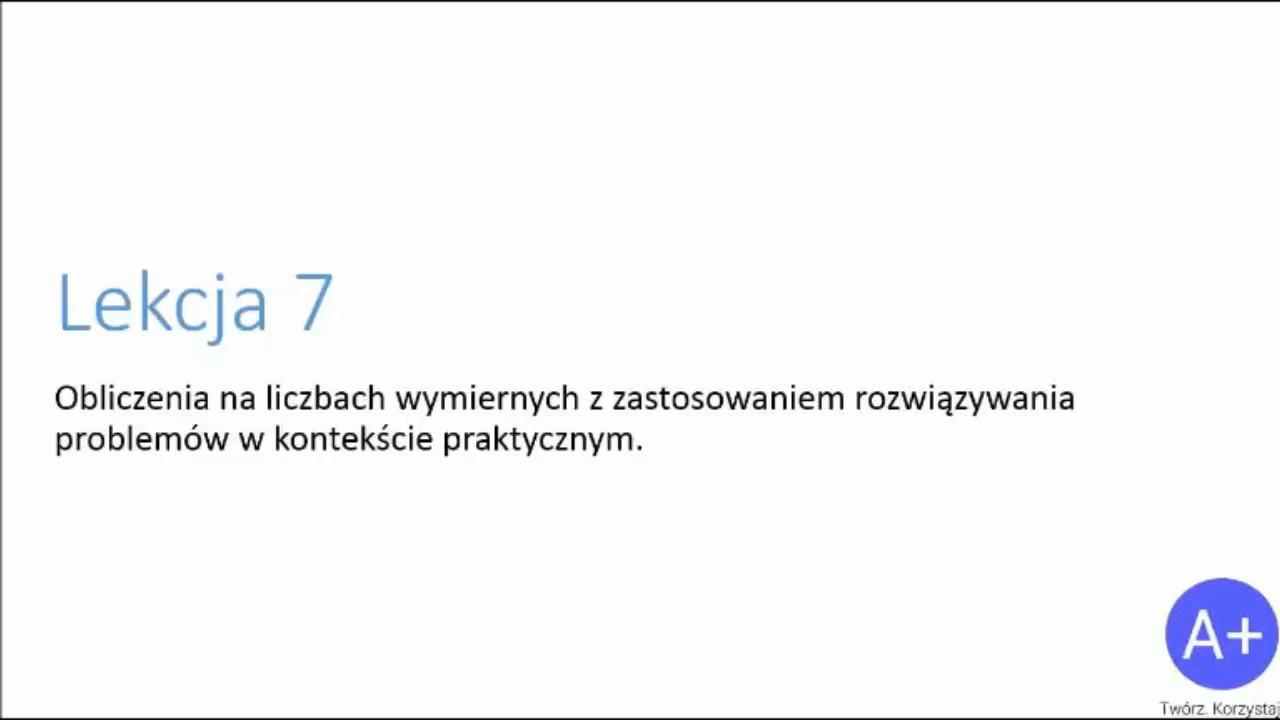 Lekcja 7
Obliczenia na liczbach wymiernych z zastosowaniem rozwiązywania
problemów w kontekście praktycznym.
A+
Twórz. Korzystaj